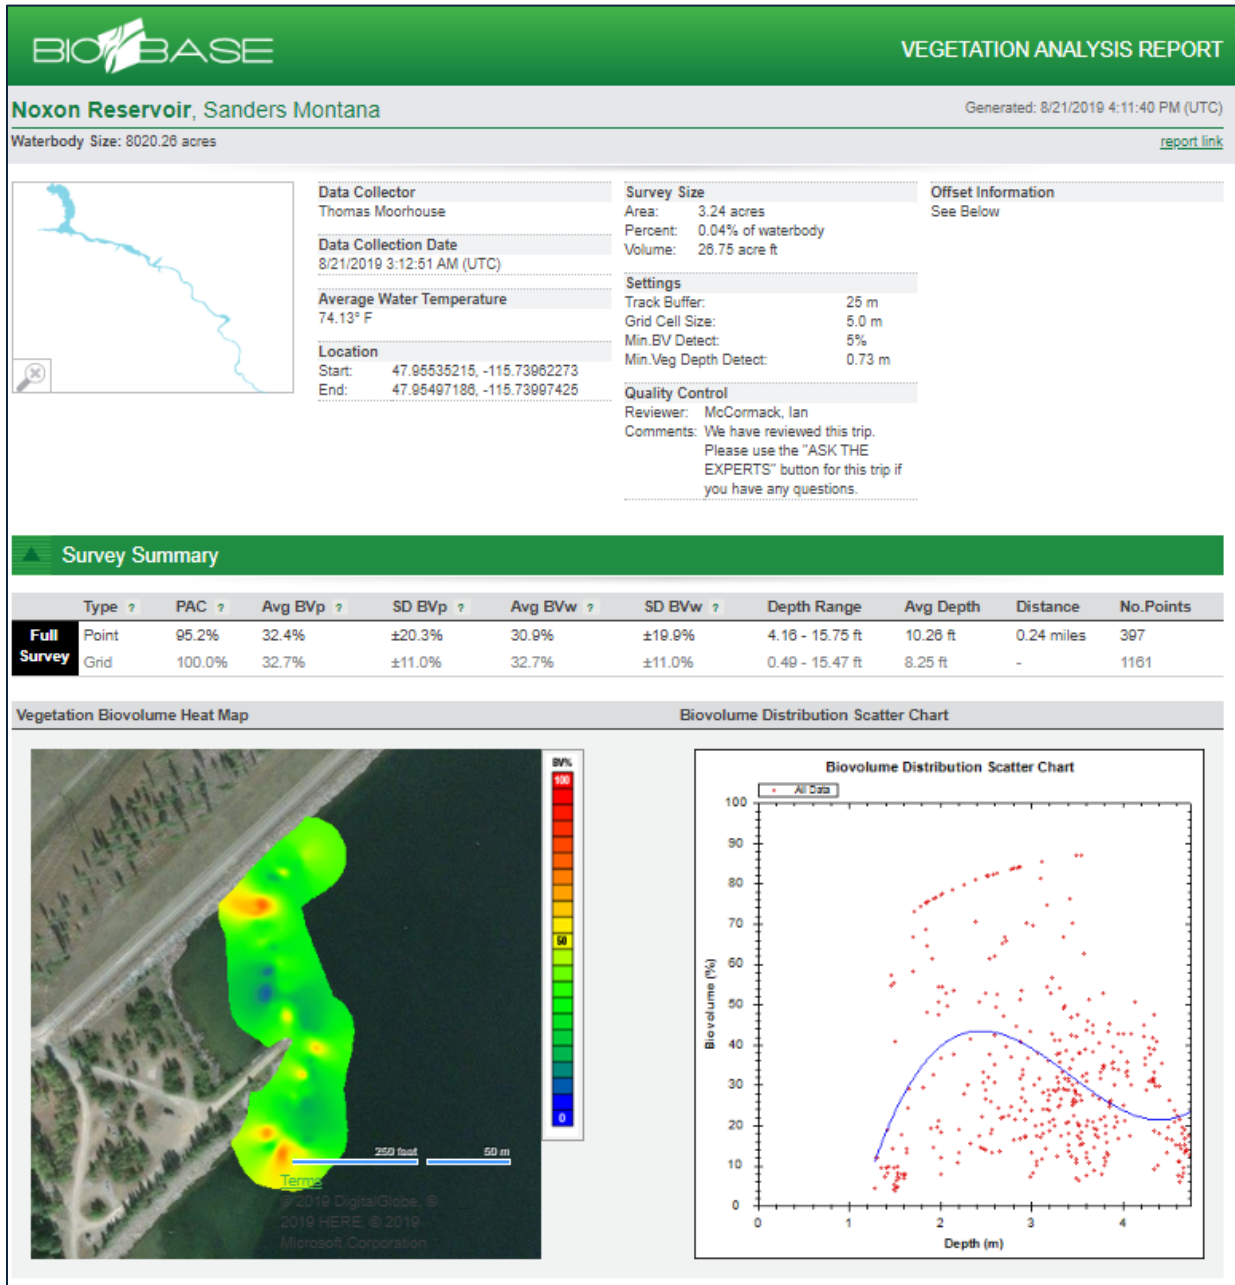 BIOBASE
VEGETATION ANALYSIS REPORT
Noxon Reservoir, Sanders Montana
Generated: 8/21/2019 4:11:40 PM (UTC)
Waterbody Size: 8020.26 acres
report link
Data Collector
Thomas Moorhouse
Data Collection Date
8/21/2019 3:12:51 AM (UTC)
Average Water Temperature
74.13° F
Location
Start: 47.95535215, -115.73962273
End: 47.95497186, -115.73997425
Survey Size
Area: 3.24 acres
Percent: 0.04% of waterbody
Volume: 26.75 acre ft
Settings
Track Buffer: 25 m
Grid Cell Size: 5.0 m
Min.BV Detect: 5%
Min.Veg Depth Detect: 0.73 m
Quality Control
Reviewer: McCormack, Ian
Comments: We have reviewed this trip.
Please use the "ASK THE
EXPERTS" button for this trip if
you have any questions.
Offset Information
See Below
Survey Summary
Type ? PAC ? Avg BVp ? SD BVp ? Avg BVw ? SD BVw ? Depth Range Avg Depth Distance No.Points
Full Survey
Point 95.2% 32.4% ±20.3% 30.9% ±19.9% 4.16 - 15.75 ft 10.26 ft 0.24 miles 397
Grid 100.0% 32.7% ±11.0% 32.7% ±11.0% 0.49 - 15.47 ft 8.25 ft - 1161
Vegetation Biovolume Heat Map
Biovolume Distribution Scatter Chart
BV%
100
50
0
250 feet
50 m
Terms
© 2019 DigitalGlobe, ©
2019 HERE, © 2019
Microsoft Corporation
Biovolume Distribution Scatter Chart
All Data
100
90
80
70
60
50
40
30
20
10
0
Biovolume (%)
0 1 2 3 4
Depth (m)